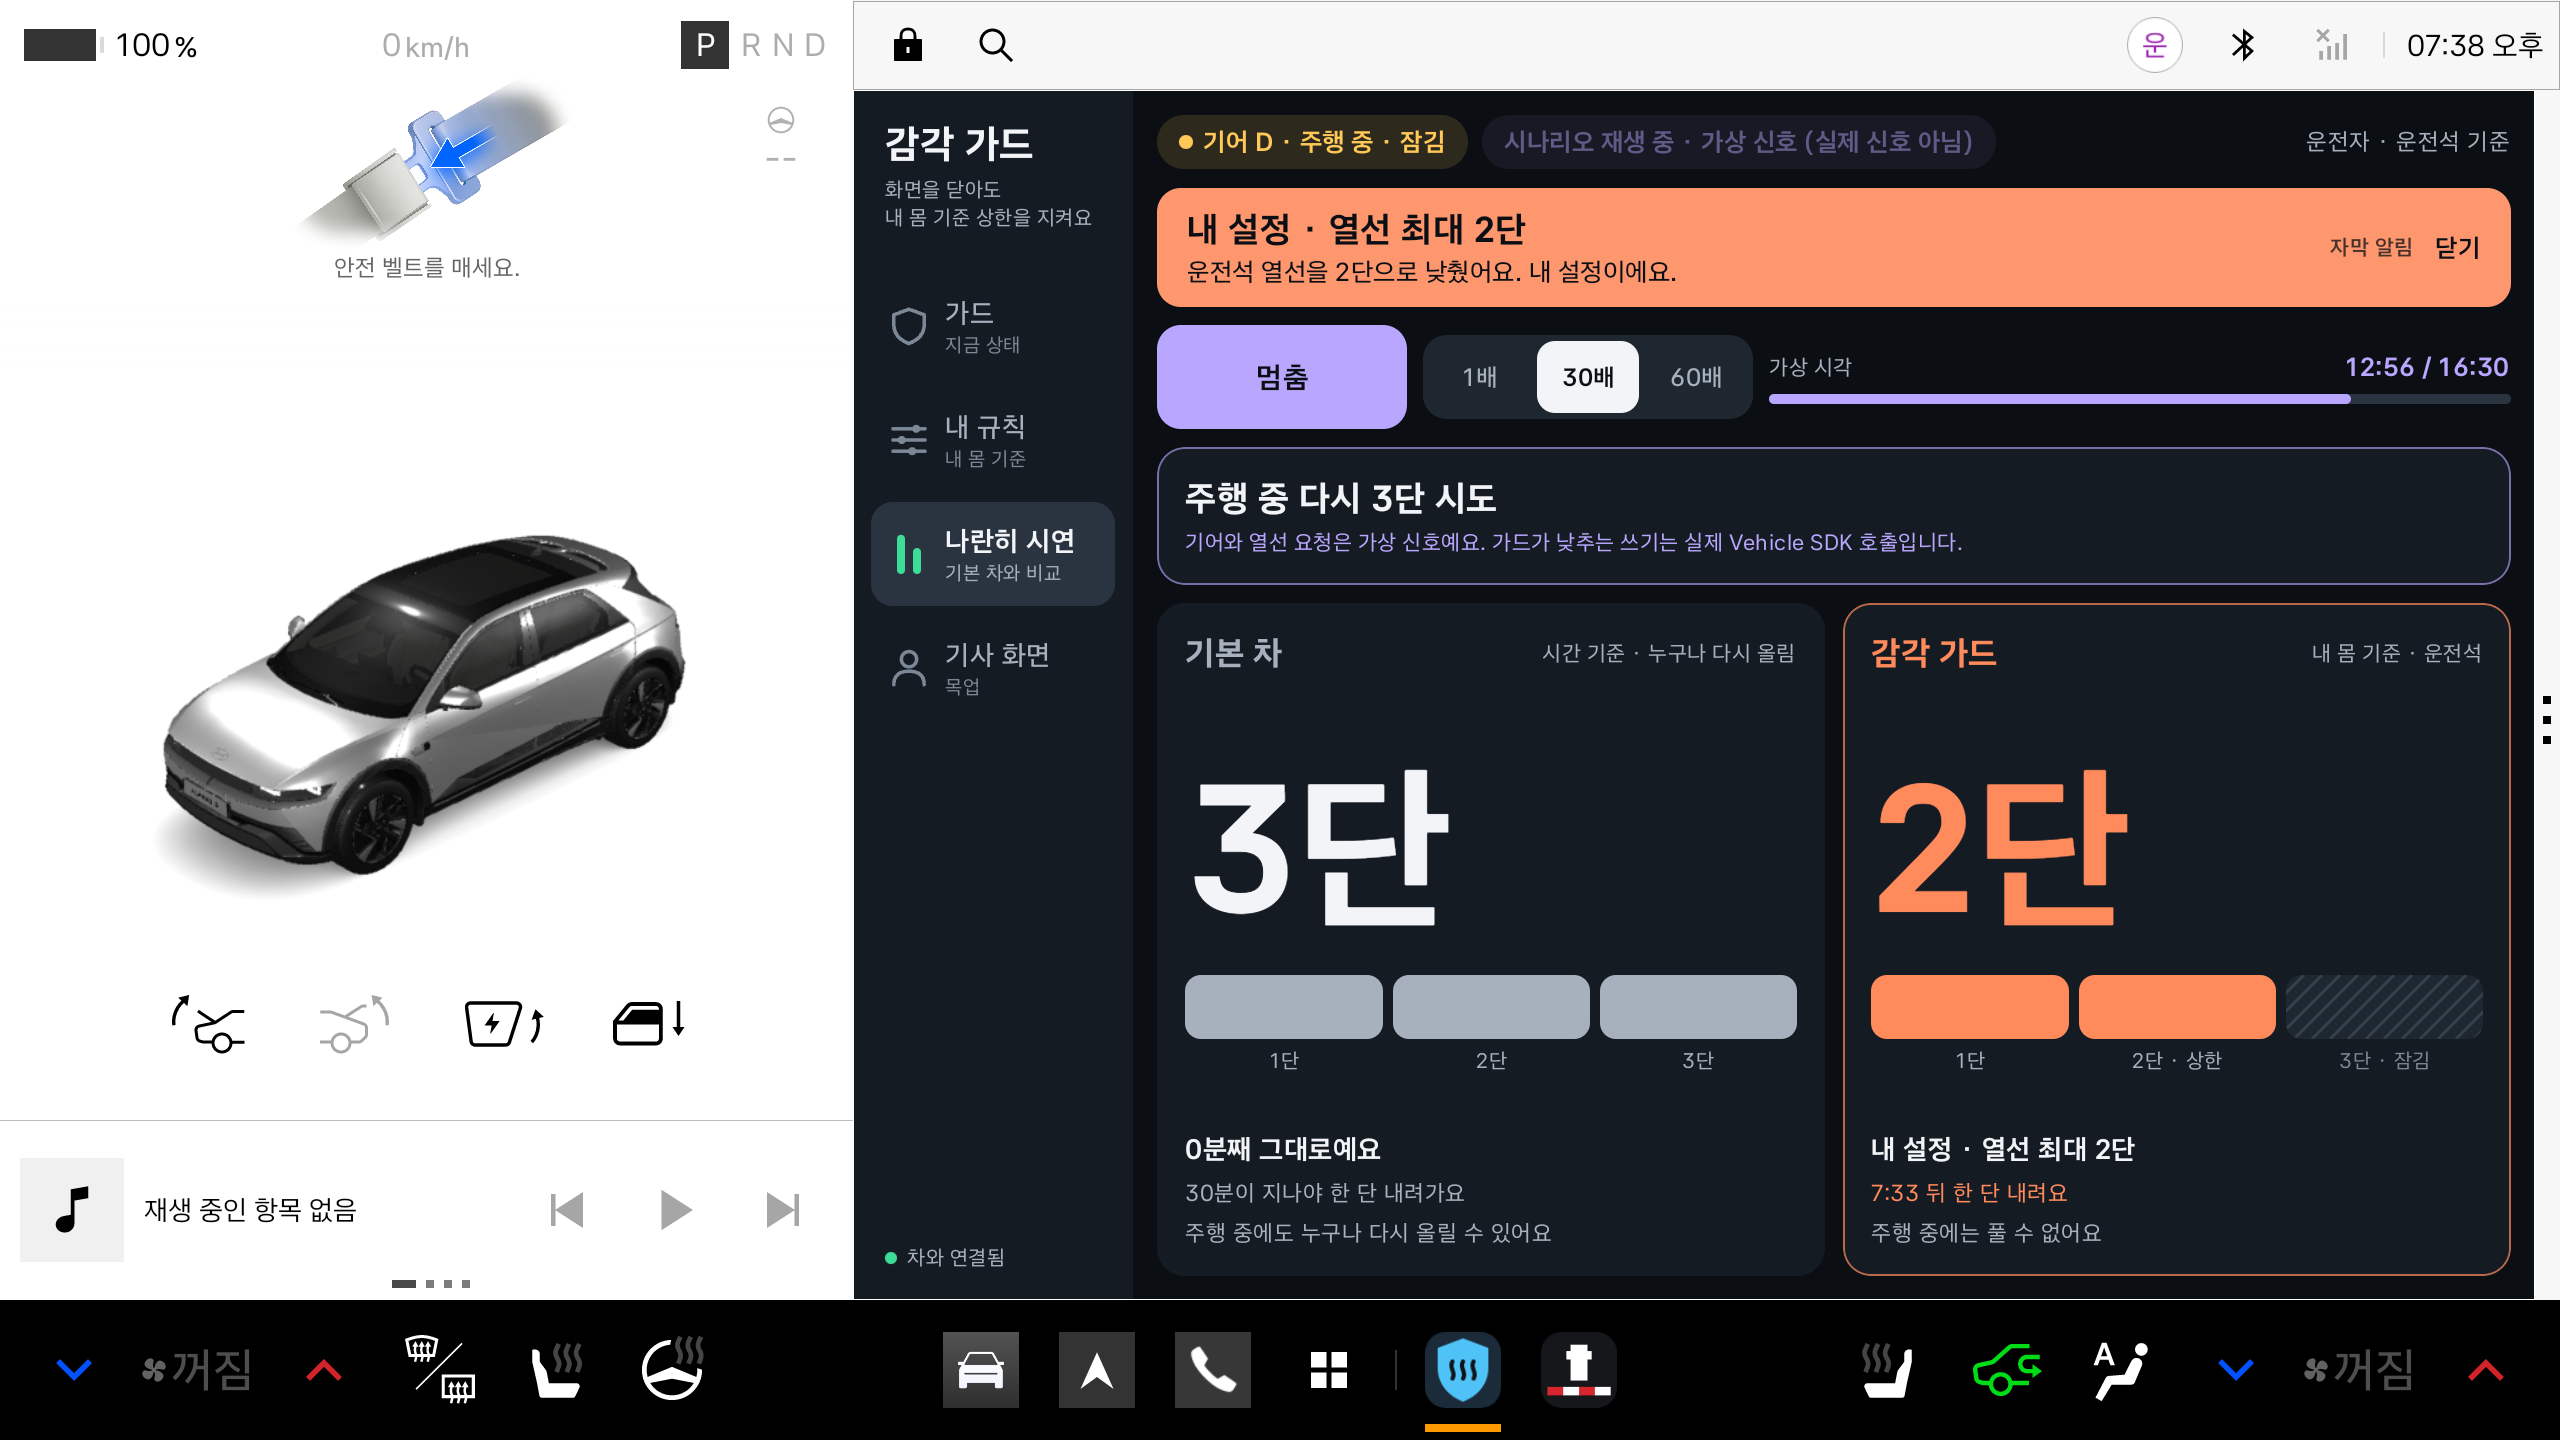 100%
0 km/h
P R N D
안전 벨트를 매세요.
재생 중인 항목 없음
운
07:38 오후
감각 가드
화면을 닫아도
내 몸 기준 상한을 지켜요
가드
지금 상태
내 규칙
내 몸 기준
나란히 시연
기본 차와 비교
기사 화면
목업
차와 연결됨
기어 D · 주행 중 · 잠김
시나리오 재생 중 · 가상 신호 (실제 신호 아님)
운전자 · 운전석 기준
내 설정 · 열선 최대 2단
운전석 열선을 2단으로 낮췄어요. 내 설정이에요.
자막 알림 닫기
멈춤
1배 30배 60배
가상 시각
12:56 / 16:30
주행 중 다시 3단 시도
기어와 열선 요청은 가상 신호예요. 가드가 낮추는 쓰기는 실제 Vehicle SDK 호출입니다.
기본 차
시간 기준 · 누구나 다시 올림
3단
1단 2단 3단
0분째 그대로예요
30분이 지나야 한 단 내려가요
주행 중에도 누구나 다시 올릴 수 있어요
감각 가드
내 몸 기준 · 운전석
2단
1단 2단 · 상한 3단 · 잠김
내 설정 · 열선 최대 2단
7:33 뒤 한 단 내려요
주행 중에는 풀 수 없어요
꺼짐
A
꺼짐